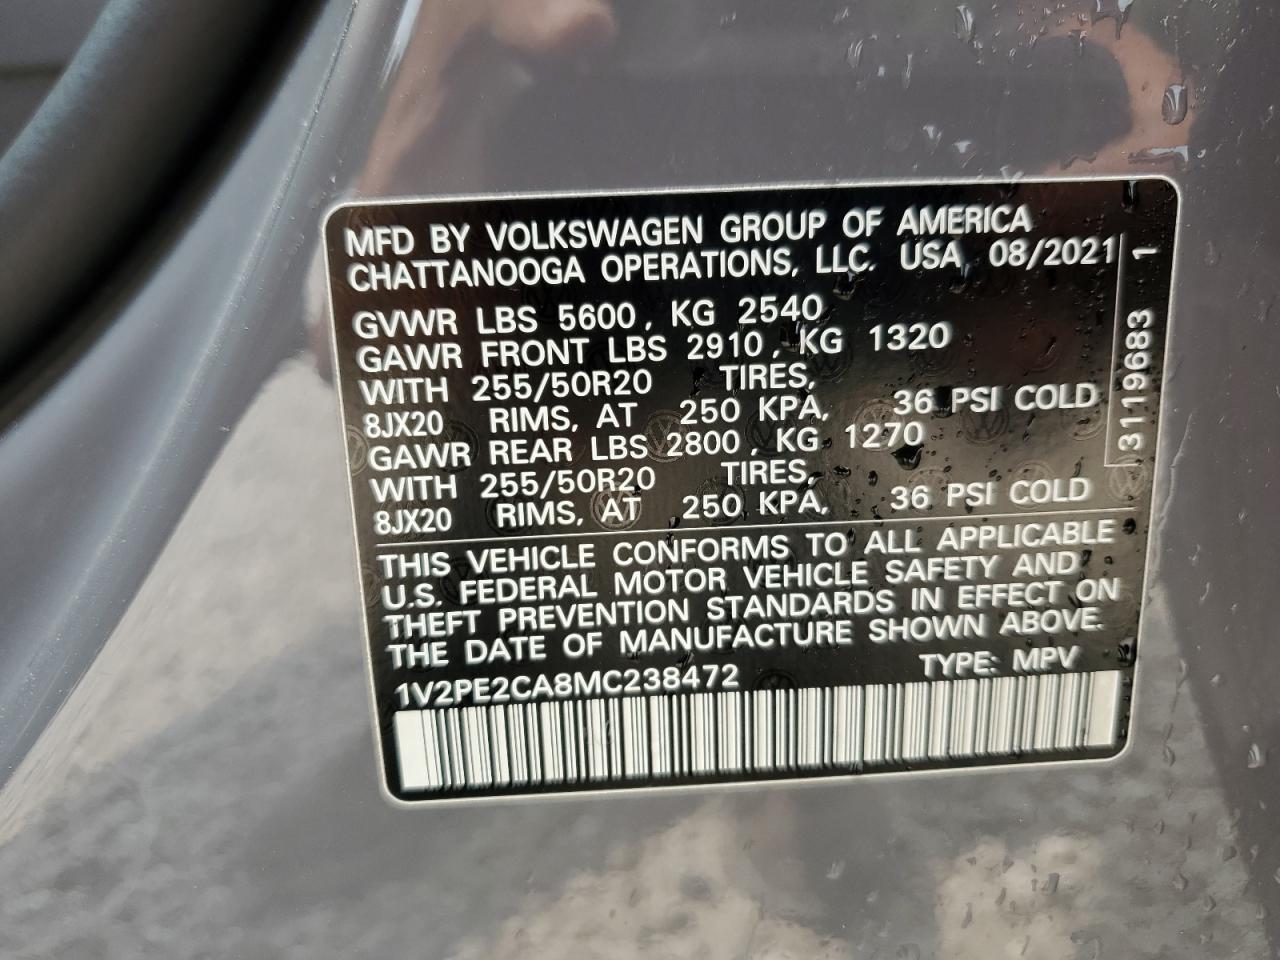 MFD BY VOLKSWAGEN GROUP OF AMERICA
CHATTANOOGA OPERATIONS, LLC. USA 08/2021
GVWR LBS 5600, KG 2540
GAWR FRONT LBS 2910, KG 1320
WITH 255/50R20 TIRES,
8JX20 RIMS, AT 250 KPA, 36 PSI COLD
GAWR REAR LBS 2800, KG 1270
WITH 255/50R20 TIRES,
8JX20 RIMS, AT 250 KPA, 36 PSI COLD
3119683 1
THIS VEHICLE CONFORMS TO ALL APPLICABLE
U.S. FEDERAL MOTOR VEHICLE SAFETY AND
THEFT PREVENTION STANDARDS IN EFFECT ON
THE DATE OF MANUFACTURE SHOWN ABOVE.
1V2PE2CA8MC238472 TYPE: MPV